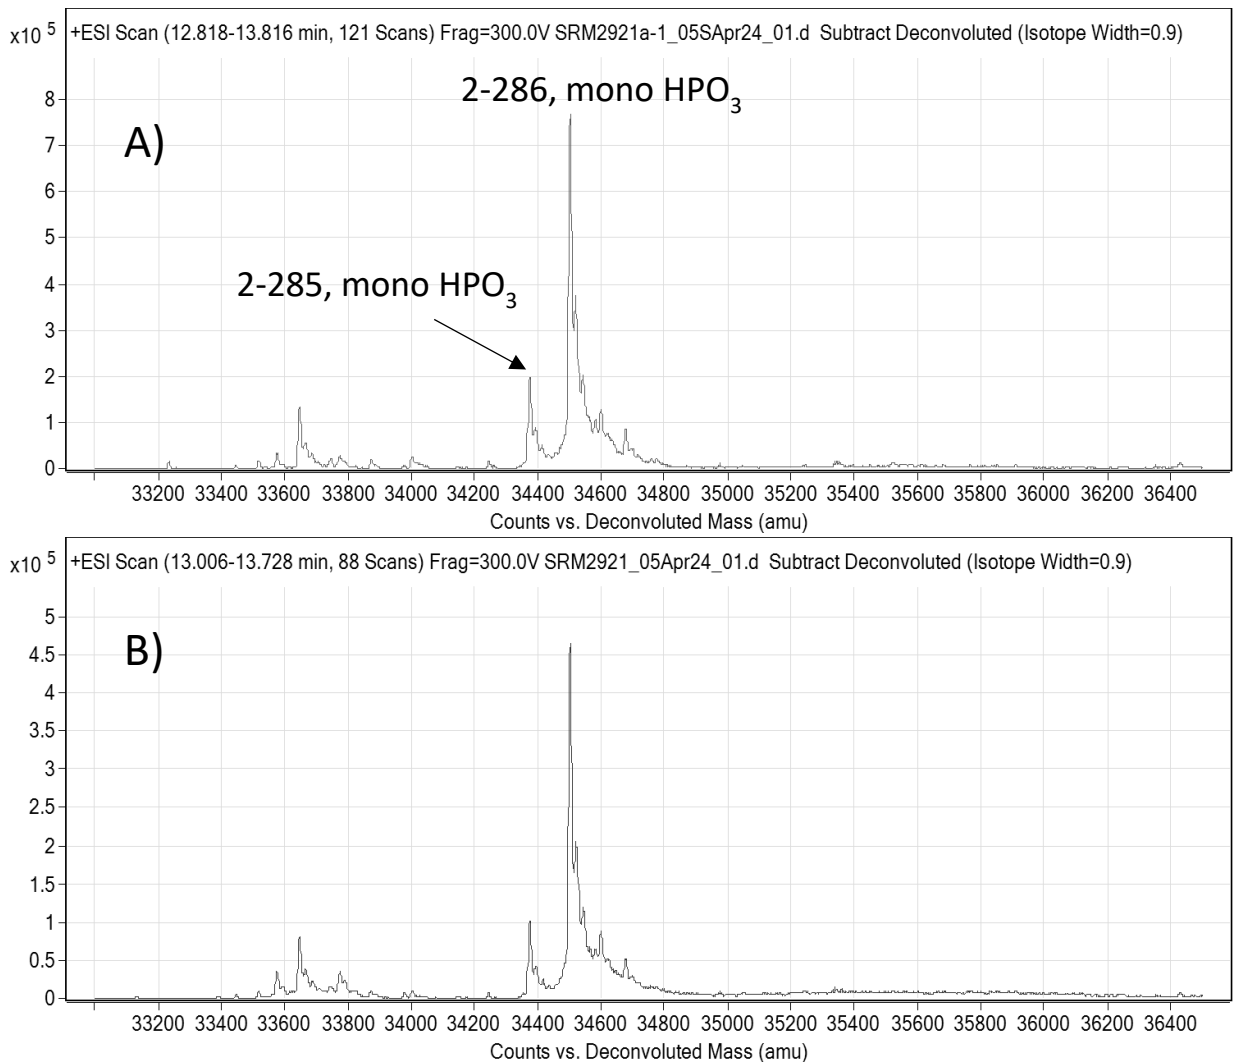 x10 5
+ESI Scan (12.818-13.816 min, 121 Scans) Frag=300.0V SRM2921a-1_05SApr24_01.d Subtract Deconvoluted (Isotope Width=0.9)
2-286, mono HPO3
A)
2-285, mono HPO3
8
7
6
5
4
3
2
1
0
33200 33400 33600 33800 34000 34200 34400 34600 34800 35000 35200 35400 35600 35800 36000 36200 36400
Counts vs. Deconvoluted Mass (amu)
x10 5
+ESI Scan (13.006-13.728 min, 88 Scans) Frag=300.0V SRM2921_05Apr24_01.d Subtract Deconvoluted (Isotope Width=0.9)
B)
5
4.5
4
3.5
3
2.5
2
1.5
1
0.5
0
33200 33400 33600 33800 34000 34200 34400 34600 34800 35000 35200 35400 35600 35800 36000 36200 36400
Counts vs. Deconvoluted Mass (amu)